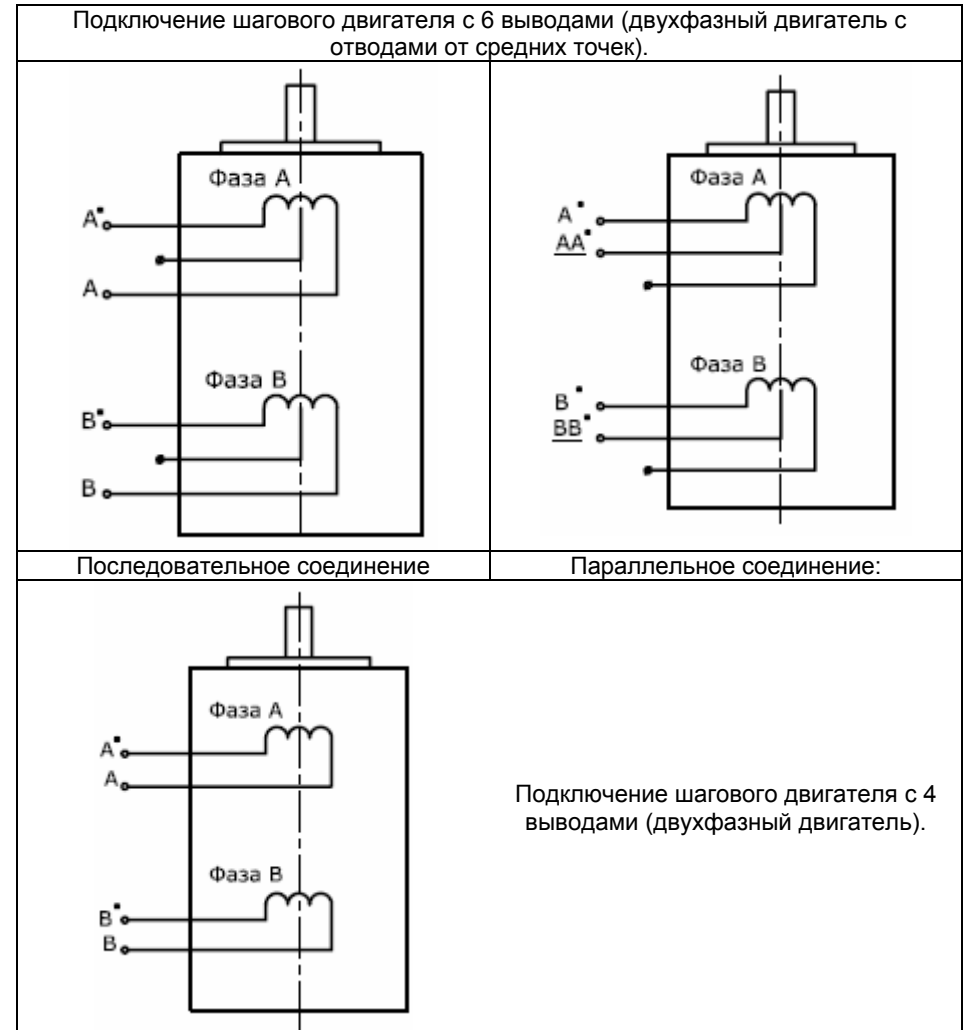 Подключение шагового двигателя с 6 выводами (двухфазный двигатель с
отводами от средних точек).
Фаза А
А
А
Фаза В
В
В
Фаза А
А
АА
Фаза В
В
ВВ
Последовательное соединение
Параллельное соединение:
Фаза А
А
А
Фаза В
В
В
Подключение шагового двигателя с 4
выводами (двухфазный двигатель).